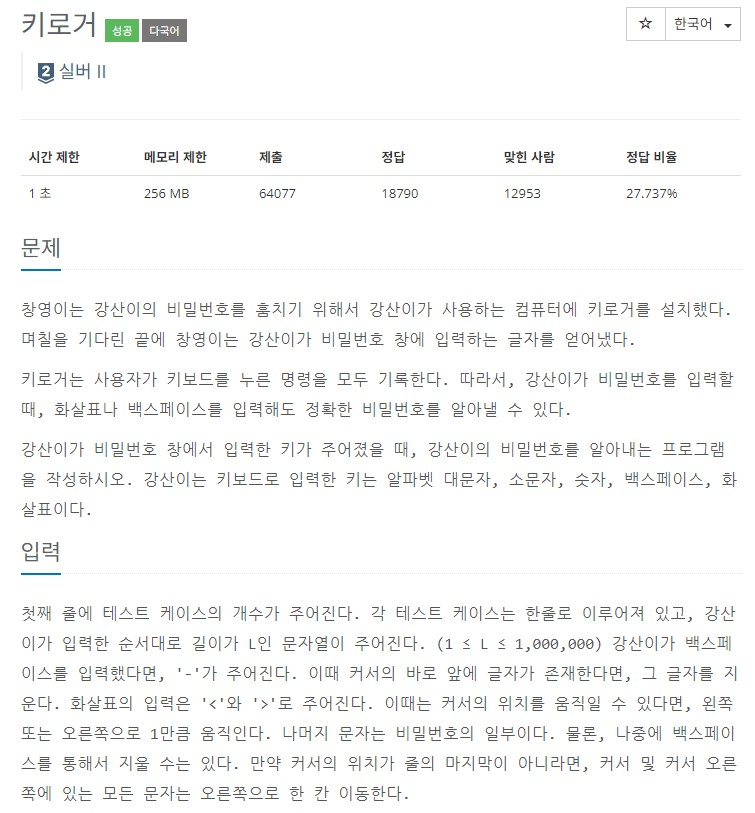 키로거 성공 다국어 ☆ 한국어
2 실버 II
시간 제한 메모리 제한 제출 정답 맞힌 사람 정답 비율
1 초 256 MB 64077 18790 12953 27.737%
문제
창영이는 강산이의 비밀번호를 훔치기 위해서 강산이가 사용하는 컴퓨터에 키로거를 설치했다.
며칠을 기다린 끝에 창영이는 강산이가 비밀번호 창에 입력하는 글자를 얻어냈다.
키로거는 사용자가 키보드를 누른 명령을 모두 기록한다. 따라서, 강산이가 비밀번호를 입력할
때, 화살표나 백스페이스를 입력해도 정확한 비밀번호를 알아낼 수 있다.
강산이가 비밀번호 창에서 입력한 키가 주어졌을 때, 강산이의 비밀번호를 알아내는 프로그램
을 작성하시오. 강산이는 키보드로 입력한 키는 알파벳 대문자, 소문자, 숫자, 백스페이스, 화
살표이다.
입력
첫째 줄에 테스트 케이스의 개수가 주어진다. 각 테스트 케이스는 한줄로 이루어져 있고, 강산
이가 입력한 순서대로 길이가 L인 문자열이 주어진다. (1 ≤ L ≤ 1,000,000) 강산이가 백스페
이스를 입력했다면, '-'가 주어진다. 이때 커서의 바로 앞에 글자가 존재한다면, 그 글자를 지
운다. 화살표의 입력은 '<'와 '>'로 주어진다. 이때는 커서의 위치를 움직일 수 있다면, 왼쪽
또는 오른쪽으로 1만큼 움직인다. 나머지 문자는 비밀번호의 일부이다. 물론, 나중에 백스페이
스를 통해서 지울 수는 있다. 만약 커서의 위치가 줄의 마지막이 아니라면, 커서 및 커서 오른
쪽에 있는 모든 문자는 오른쪽으로 한 칸 이동한다.